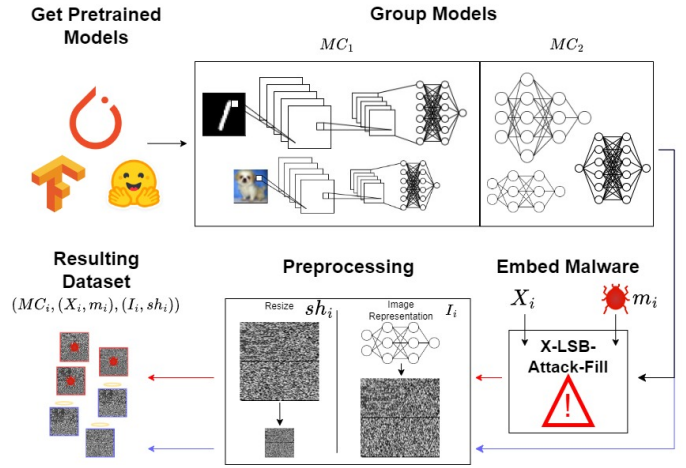 Get Pretrained
Models
Group Models
MC₁
MC₂
Resulting
Dataset
(MCᵢ, (Xᵢ, mᵢ), (Iᵢ, shᵢ))
Preprocessing
Resize
shᵢ
Image
Representation
Iᵢ
Embed Malware
Xᵢ
mᵢ
X-LSB-
Attack-Fill
!